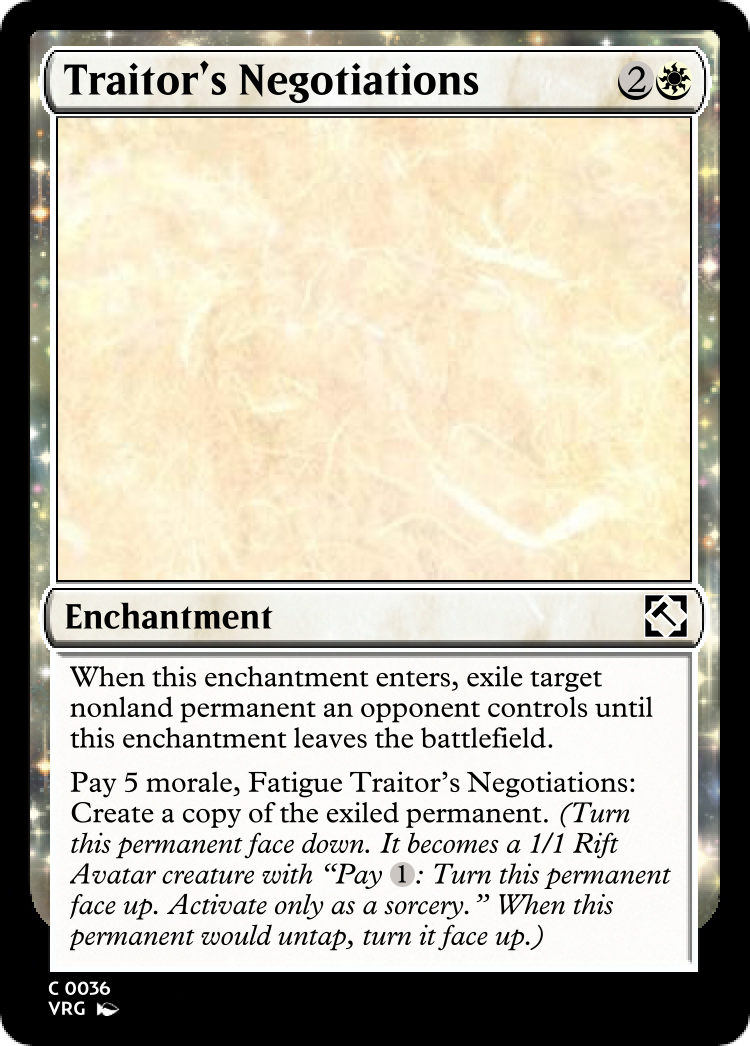 Traitor's Negotiations 2
Enchantment
When this enchantment enters, exile target
nonland permanent an opponent controls until
this enchantment leaves the battlefield.
Pay 5 morale, Fatigue Traitor's Negotiations:
Create a copy of the exiled permanent. (Turn
this permanent face down. It becomes a 1/1 Rift
Avatar creature with “Pay 1: Turn this permanent
face up. Activate only as a sorcery.” When this
permanent would untap, turn it face up.)
C 0036
VRG